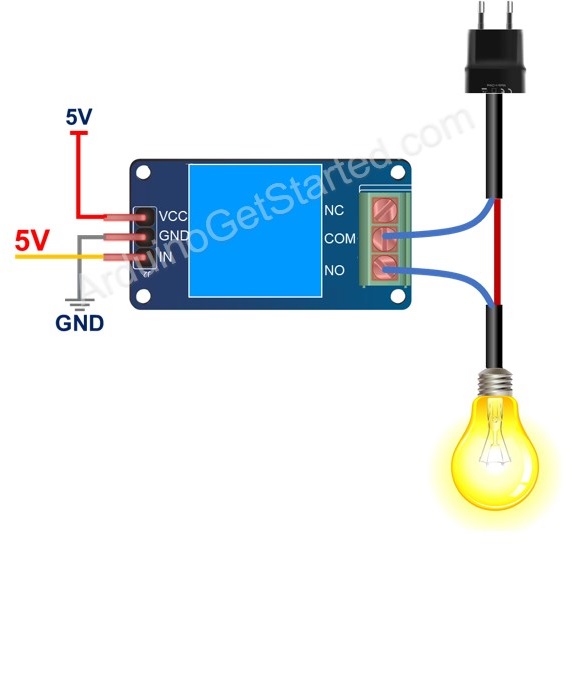 5V
VCC
GND
IN
5V
GND
NC
COM
NO
ArduinoGetStarted.com